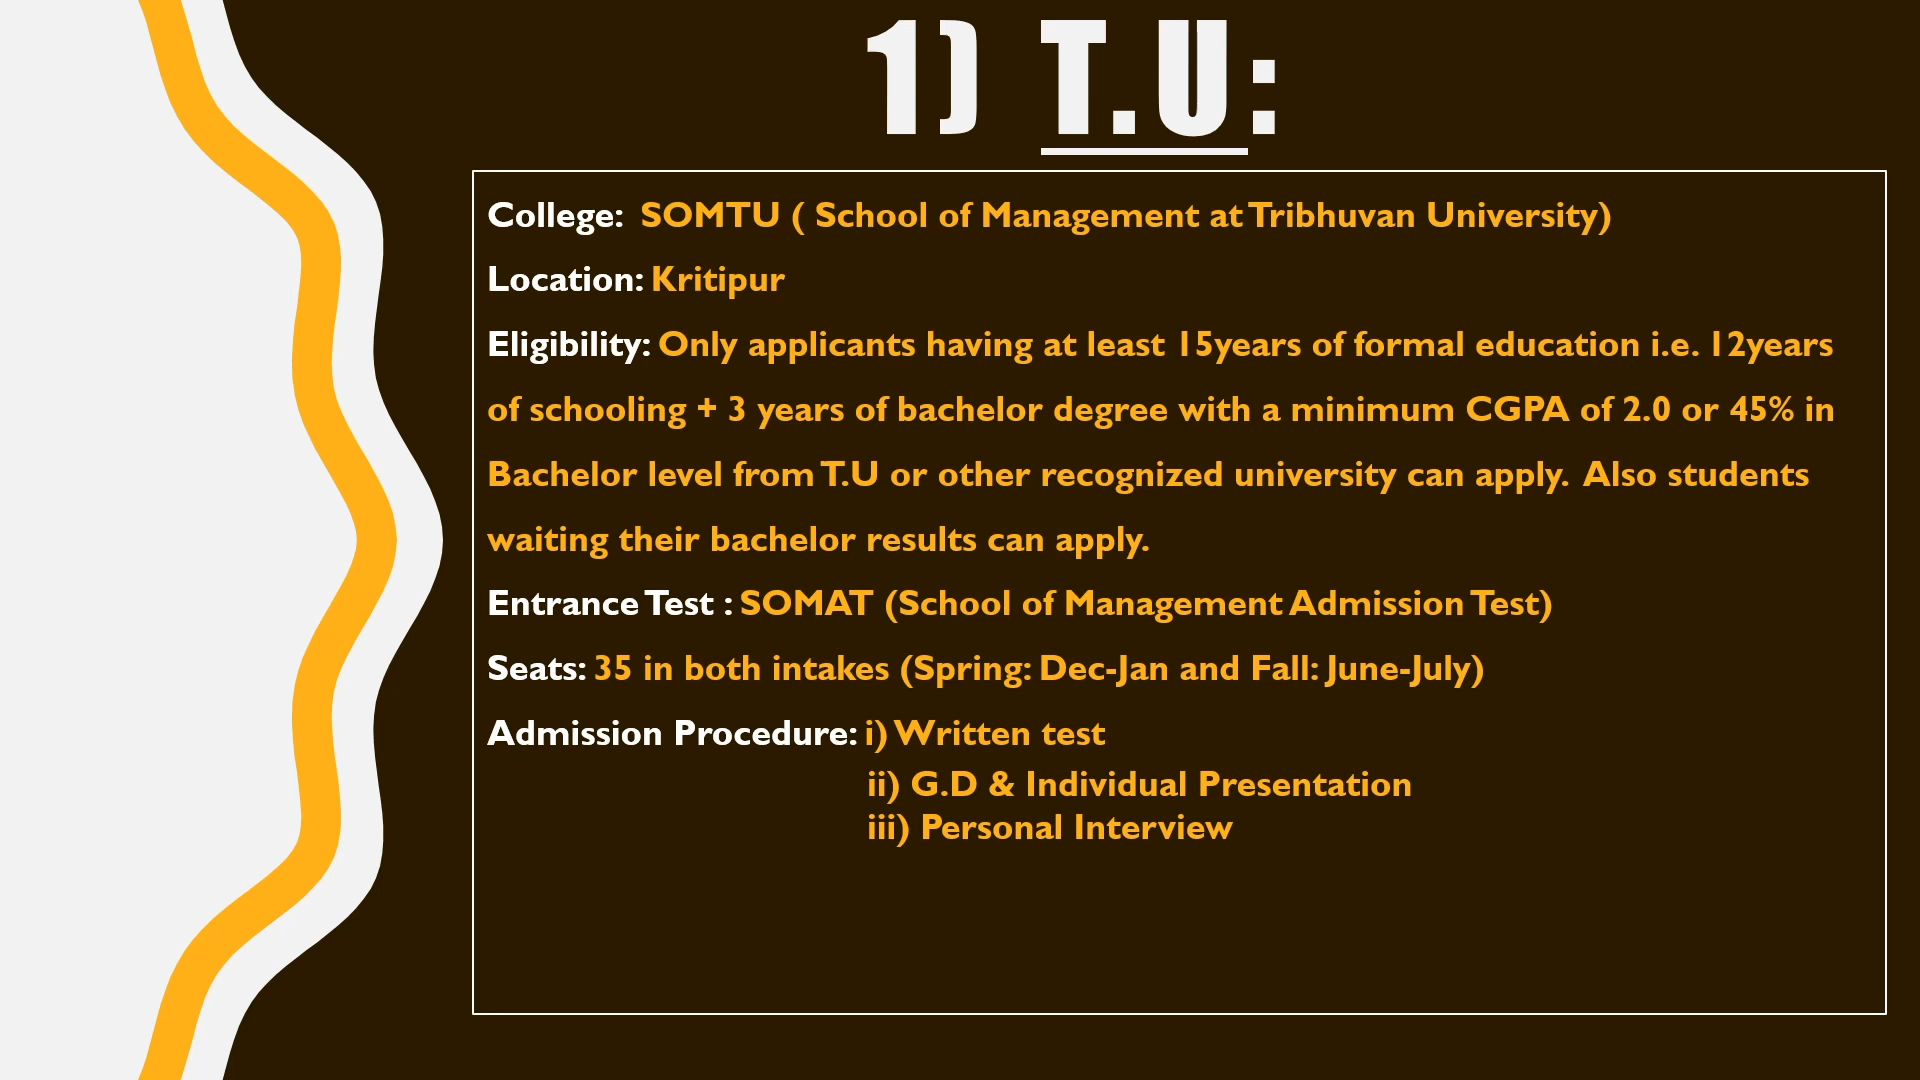 1) T.U:
College: SOMTU ( School of Management at Tribhuvan University)
Location: Kritipur
Eligibility: Only applicants having at least 15years of formal education i.e. 12years
of schooling + 3 years of bachelor degree with a minimum CGPA of 2.0 or 45% in
Bachelor level from T.U or other recognized university can apply. Also students
waiting their bachelor results can apply.
Entrance Test : SOMAT (School of Management Admission Test)
Seats: 35 in both intakes (Spring: Dec-Jan and Fall: June-July)
Admission Procedure: i) Written test
ii) G.D & Individual Presentation
iii) Personal Interview